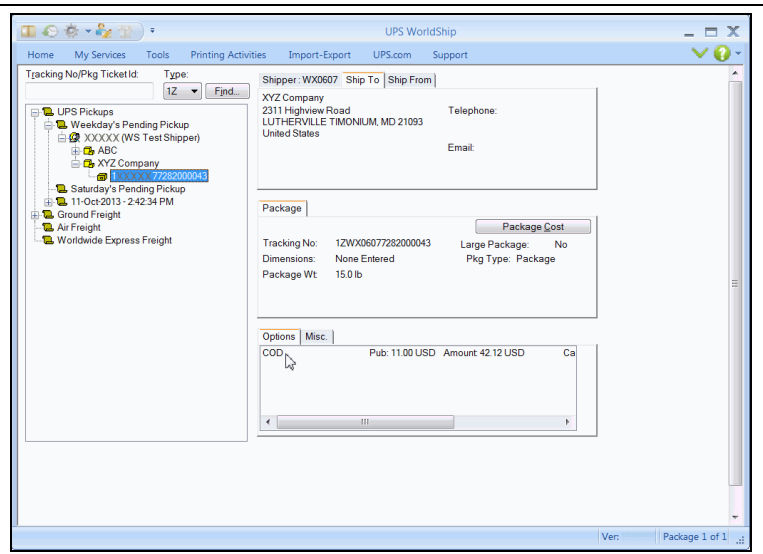 UPS WorldShip
Home My Services Tools Printing Activities Import-Export UPS.com Support
Tracking No/Pkg Ticket Id: Type:
1Z Find...
UPS Pickups
Weekday's Pending Pickup
XXXXX (WS Test Shipper)
ABC
XYZ Company
1XXXXX77282000043
Saturday's Pending Pickup
11-Oct-2013 - 2:42:34 PM
Ground Freight
Air Freight
Worldwide Express Freight
Shipper : WX0607 Ship To Ship From
XYZ Company
2311 Highview Road Telephone:
LUTHERVILLE TIMONIUM, MD 21093
United States
Email:
Package
Package Cost
Tracking No: 1ZWX06077282000043 Large Package: No
Dimensions: None Entered Pkg Type: Package
Package Wt: 15.0 lb
Options Misc.
COD Pub: 11.00 USD Amount: 42.12 USD Ca
Ver: Package 1 of 1